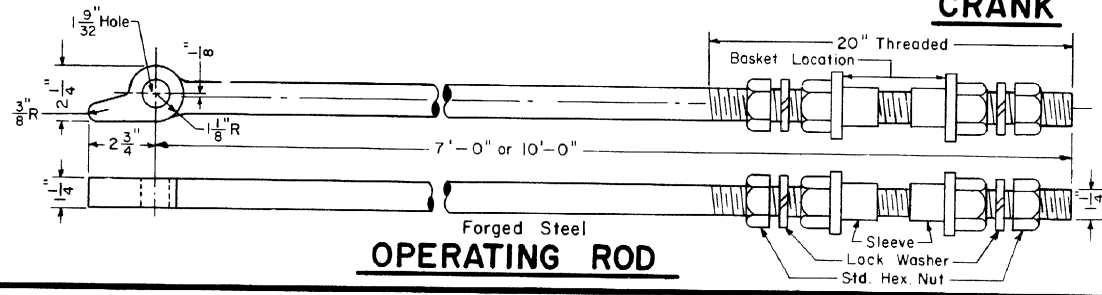 CRANK
1 9/32" Hole
1/8"
20" Threaded
Basket Location
2 1/4"
3/8" R
1 1/8" R
2 3/4
7'-0" or 10'-0"
1 1/4"
1 1/4"
Forged Steel
Sleeve
Lock Washer
Std. Hex. Nut
OPERATING ROD